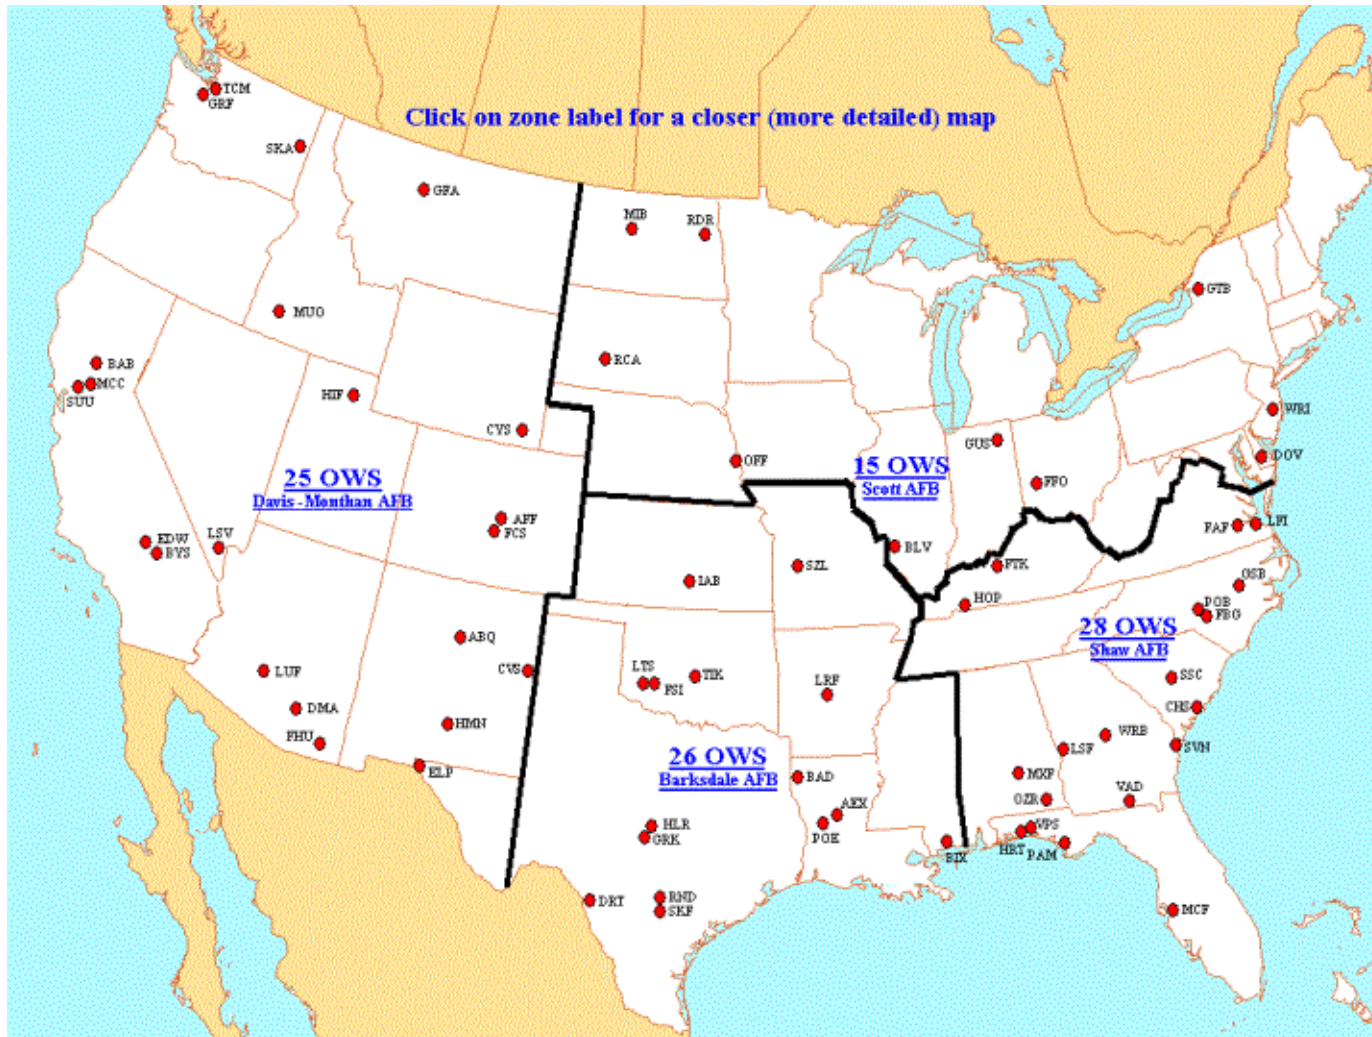 TCM
GRF
Click on zone label for a closer (more detailed) map
SKA
GFA
MIB
RDR
GTB
MUO
RCA
BAB
MCC
SUU
HIF
WRI
CYS
GUS
OFF
DOV
25 OWS
Davis-Monthan AFB
15 OWS
Scott AFB
FFO
AFF
FCS
FAF
LFI
EDW
BYS
LSV
BLV
SZL
FTK
IAB
OSB
HOP
POB
FBG
28 OWS
Shaw AFB
ABQ
CVS
LTS
FSI
TIK
LRF
SSC
LUF
DMA
CHS
HMN
FHU
WRB
LSF
SVN
26 OWS
Barksdale AFB
ELP
BAD
MXF
OZR
VAD
AEX
POE
HLR
GRK
VPS
HRT
PAM
BIX
DRT
RND
SKF
MCF